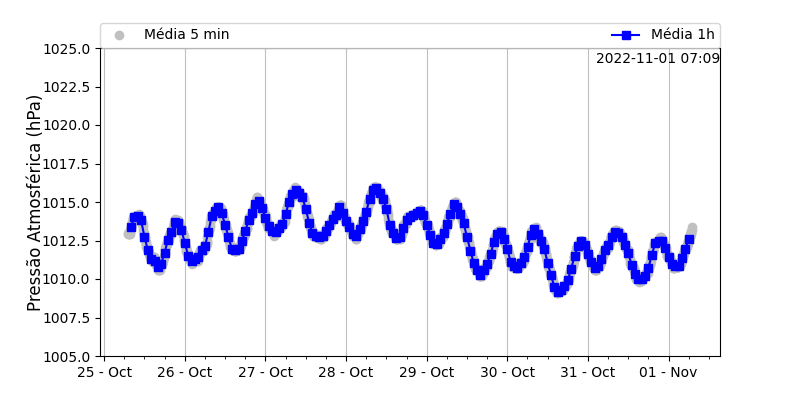 Média 5 min
Média 1h
2022-11-01 07:09
Pressão Atmosférica (hPa)
1025.0
1022.5
1020.0
1017.5
1015.0
1012.5
1010.0
1007.5
1005.0
25 - Oct
26 - Oct
27 - Oct
28 - Oct
29 - Oct
30 - Oct
31 - Oct
01 - Nov